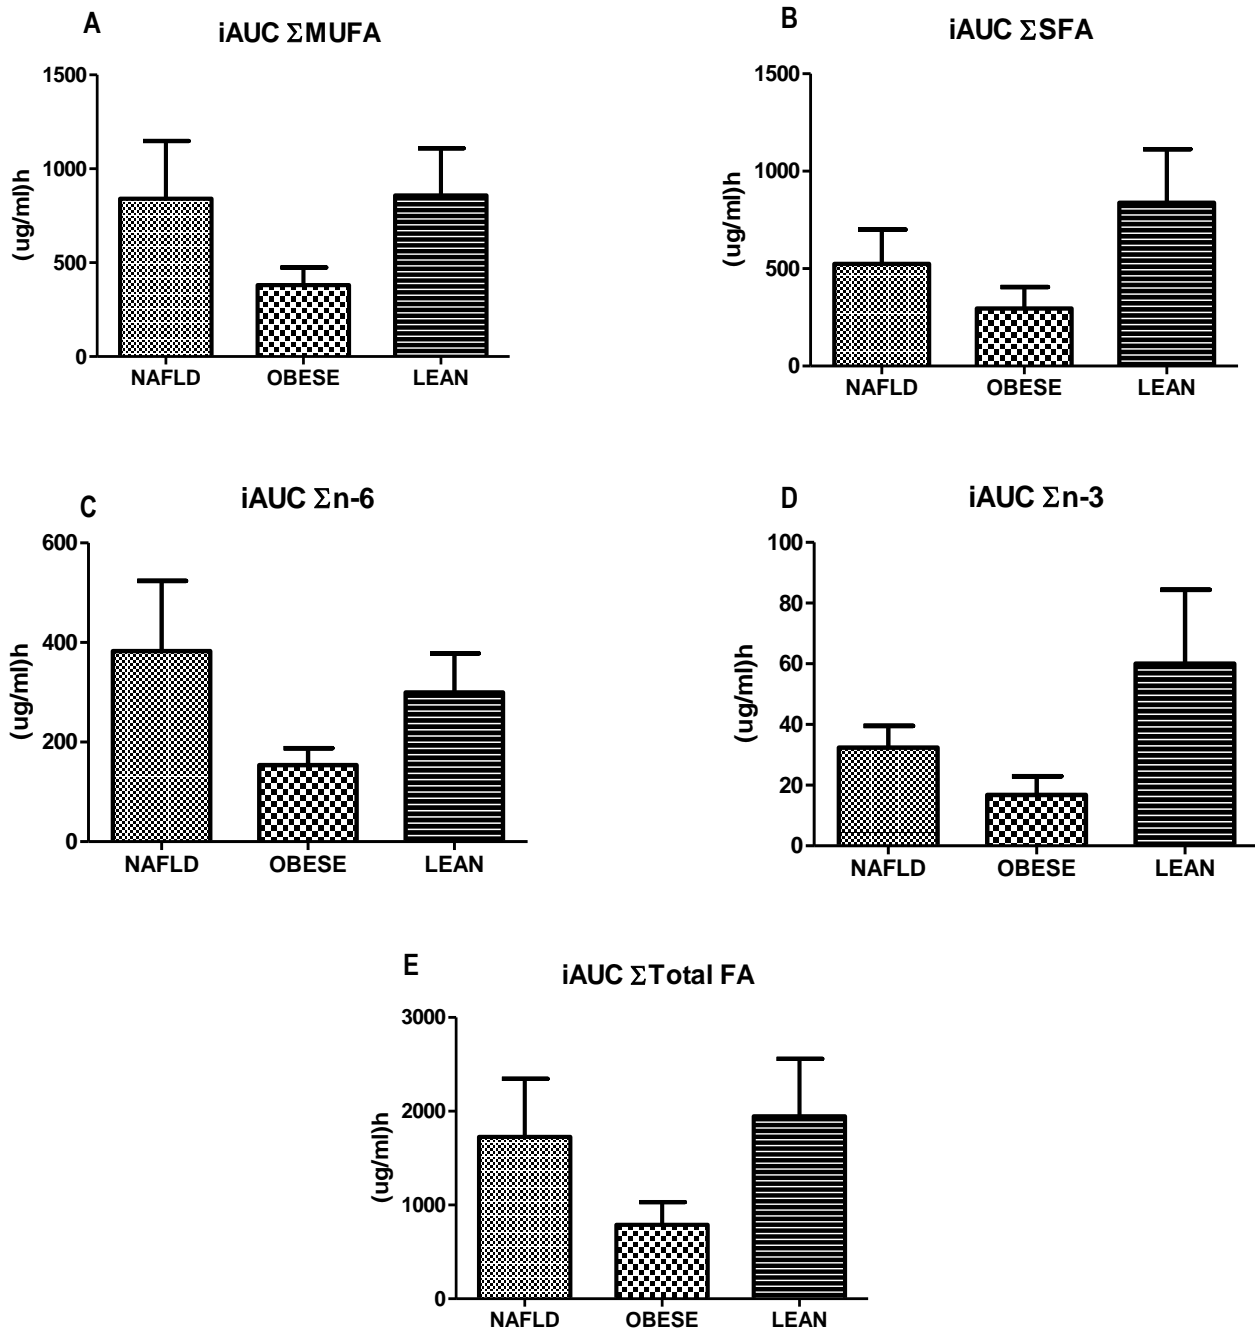 A
iAUC ΣMUFA
1500
1000
500
0
(ug/ml)h
NAFLD OBESE LEAN
B
iAUC ΣSFA
1500
1000
500
0
(ug/ml)h
NAFLD OBESE LEAN
C
iAUC Σn-6
600
400
200
0
(ug/ml)h
NAFLD OBESE LEAN
D
iAUC Σn-3
100
80
60
40
20
0
(ug/ml)h
NAFLD OBESE LEAN
E
iAUC ΣTotal FA
3000
2000
1000
0
(ug/ml)h
NAFLD OBESE LEAN